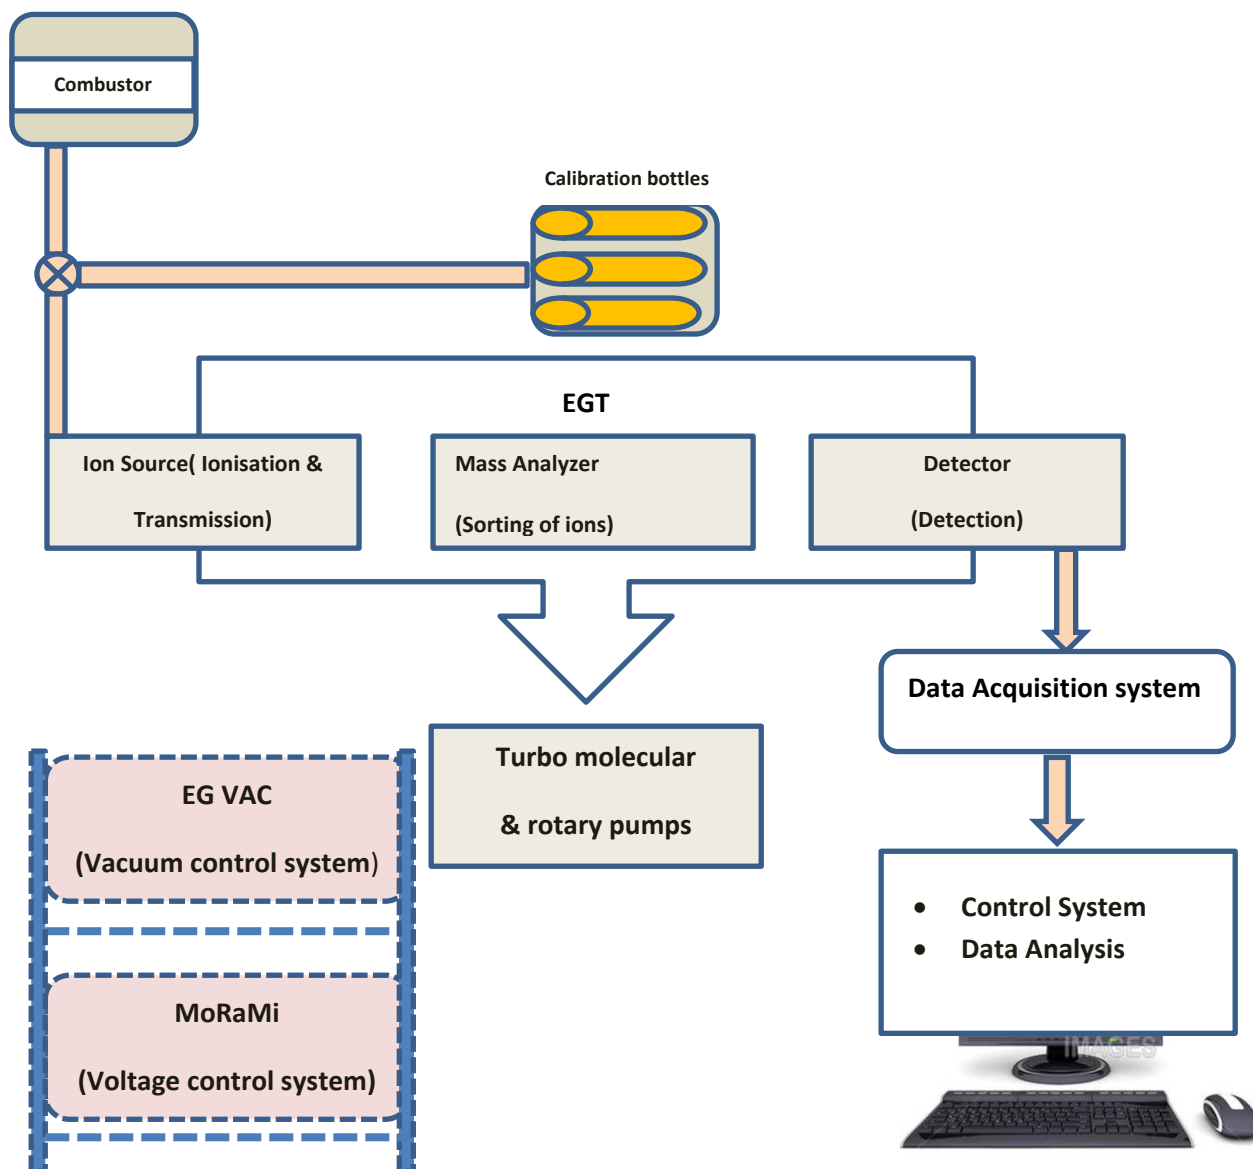 Combustor
Calibration bottles
EGT
Ion Source( Ionisation &
Transmission)
Mass Analyzer
(Sorting of ions)
Detector
(Detection)
Data Acquisition system
Turbo molecular
& rotary pumps
EG VAC
(Vacuum control system)
MoRaMi
(Voltage control system)
• Control System
• Data Analysis
IMAGES